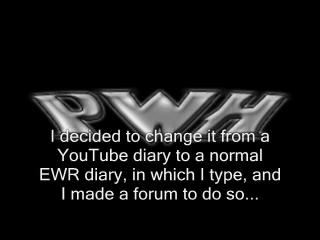 PWH
I decided to change it from a
YouTube diary to a normal
EWR diary, in which I type, and
I made a forum to do so...